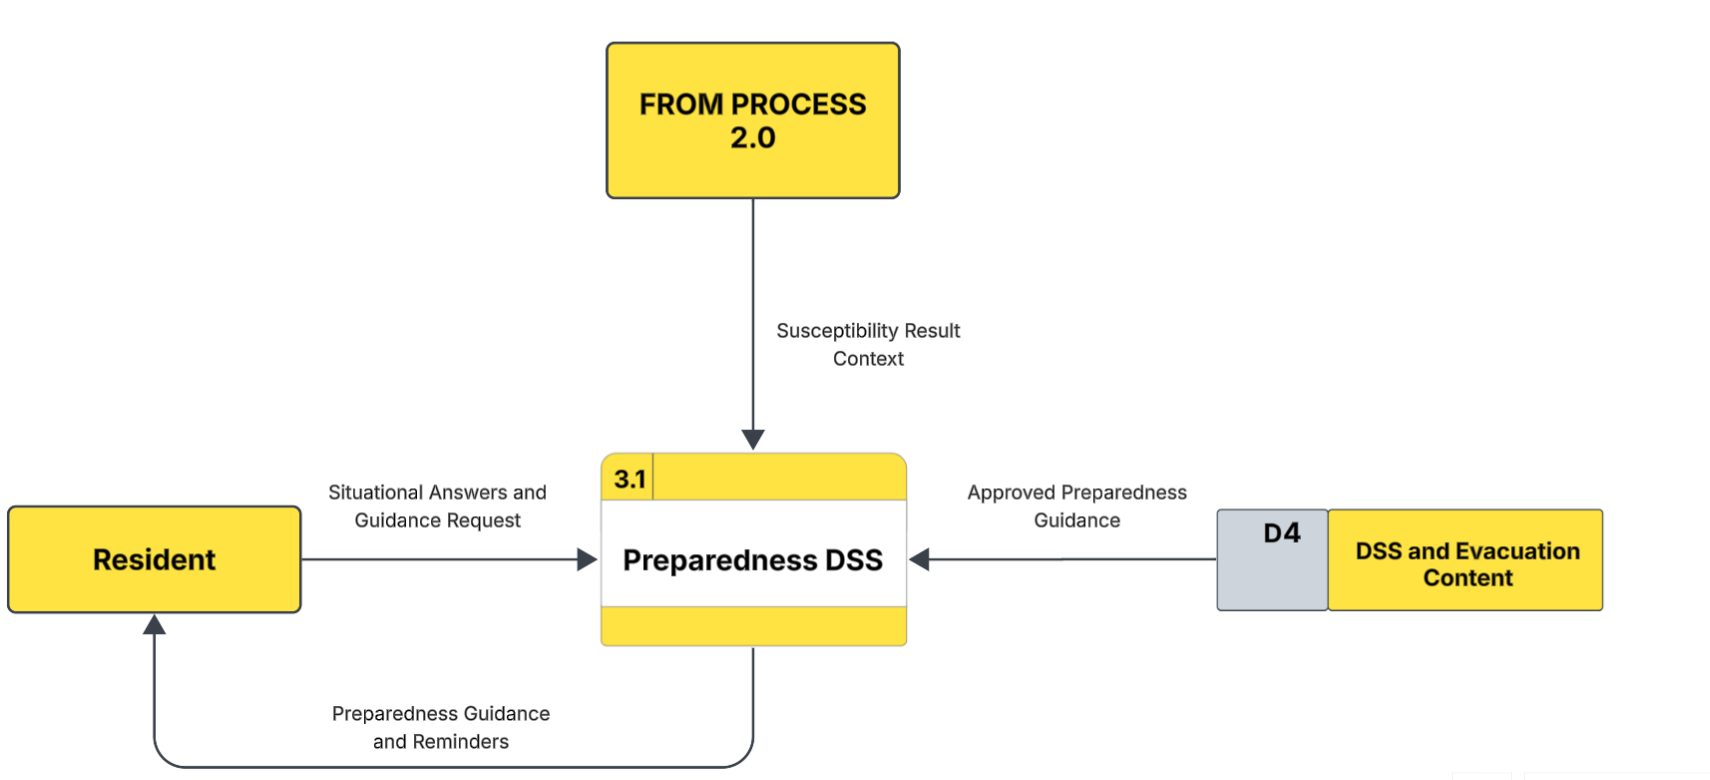 FROM PROCESS
2.0
Susceptibility Result
Context
3.1
Preparedness DSS
Situational Answers and
Guidance Request
Resident
Approved Preparedness
Guidance
D4
DSS and Evacuation
Content
Preparedness Guidance
and Reminders